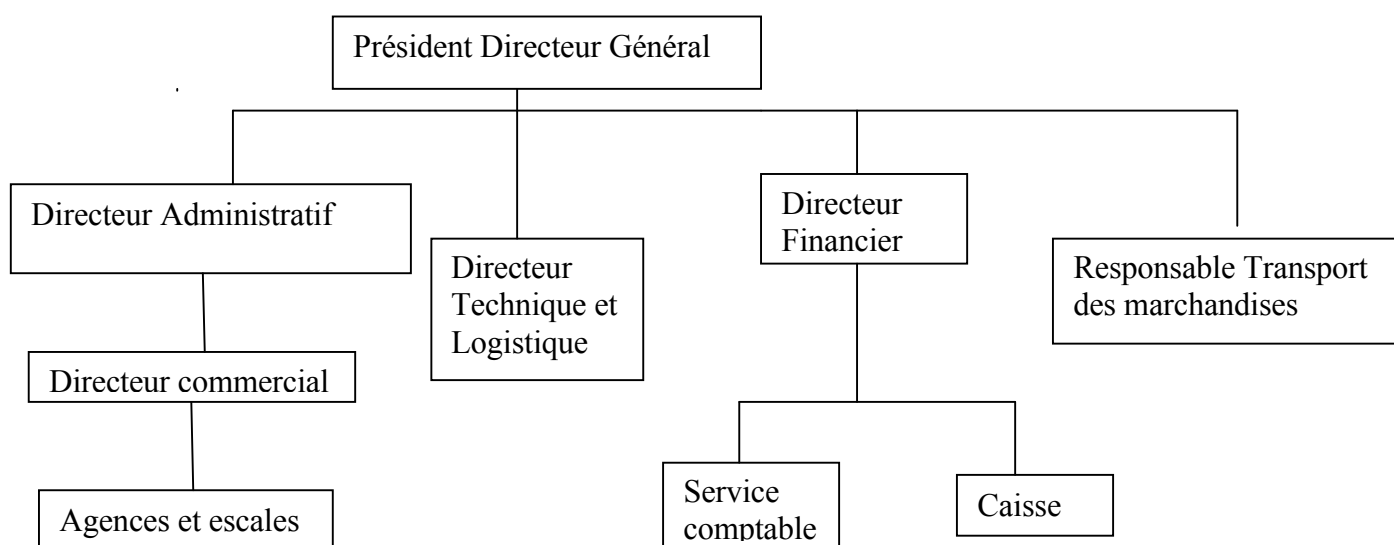 Président Directeur Général
Directeur Administratif
Directeur
Technique et
Logistique
Directeur
Financier
Responsable Transport
des marchandises
Directeur commercial
Agences et escales
Service
comptable
Caisse